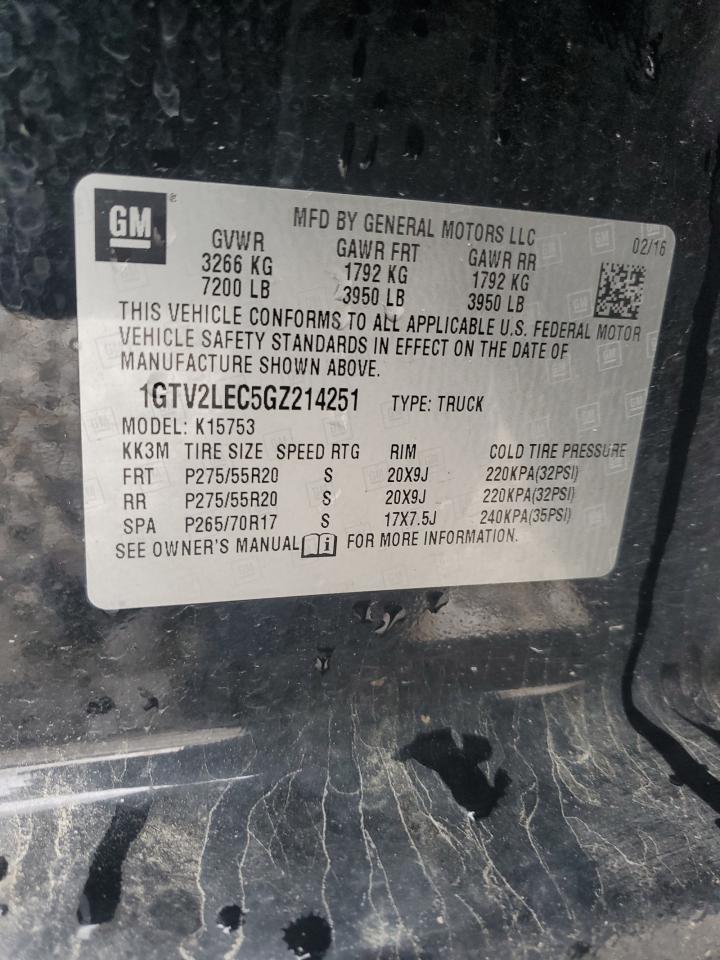 GM ®
MFD BY GENERAL MOTORS LLC 02/16
GVWR GAWR FRT GAWR RR
3266 KG 1792 KG 1792 KG
7200 LB 3950 LB 3950 LB
THIS VEHICLE CONFORMS TO ALL APPLICABLE U.S. FEDERAL MOTOR
VEHICLE SAFETY STANDARDS IN EFFECT ON THE DATE OF
MANUFACTURE SHOWN ABOVE.
1GTV2LEC5GZ214251 TYPE: TRUCK
MODEL: K15753
KK3M TIRE SIZE SPEED RTG RIM COLD TIRE PRESSURE
FRT P275/55R20 S 20X9J 220KPA(32PSI)
RR P275/55R20 S 20X9J 220KPA(32PSI)
SPA P265/70R17 S 17X7.5J 240KPA(35PSI)
SEE OWNER'S MANUAL i FOR MORE INFORMATION.